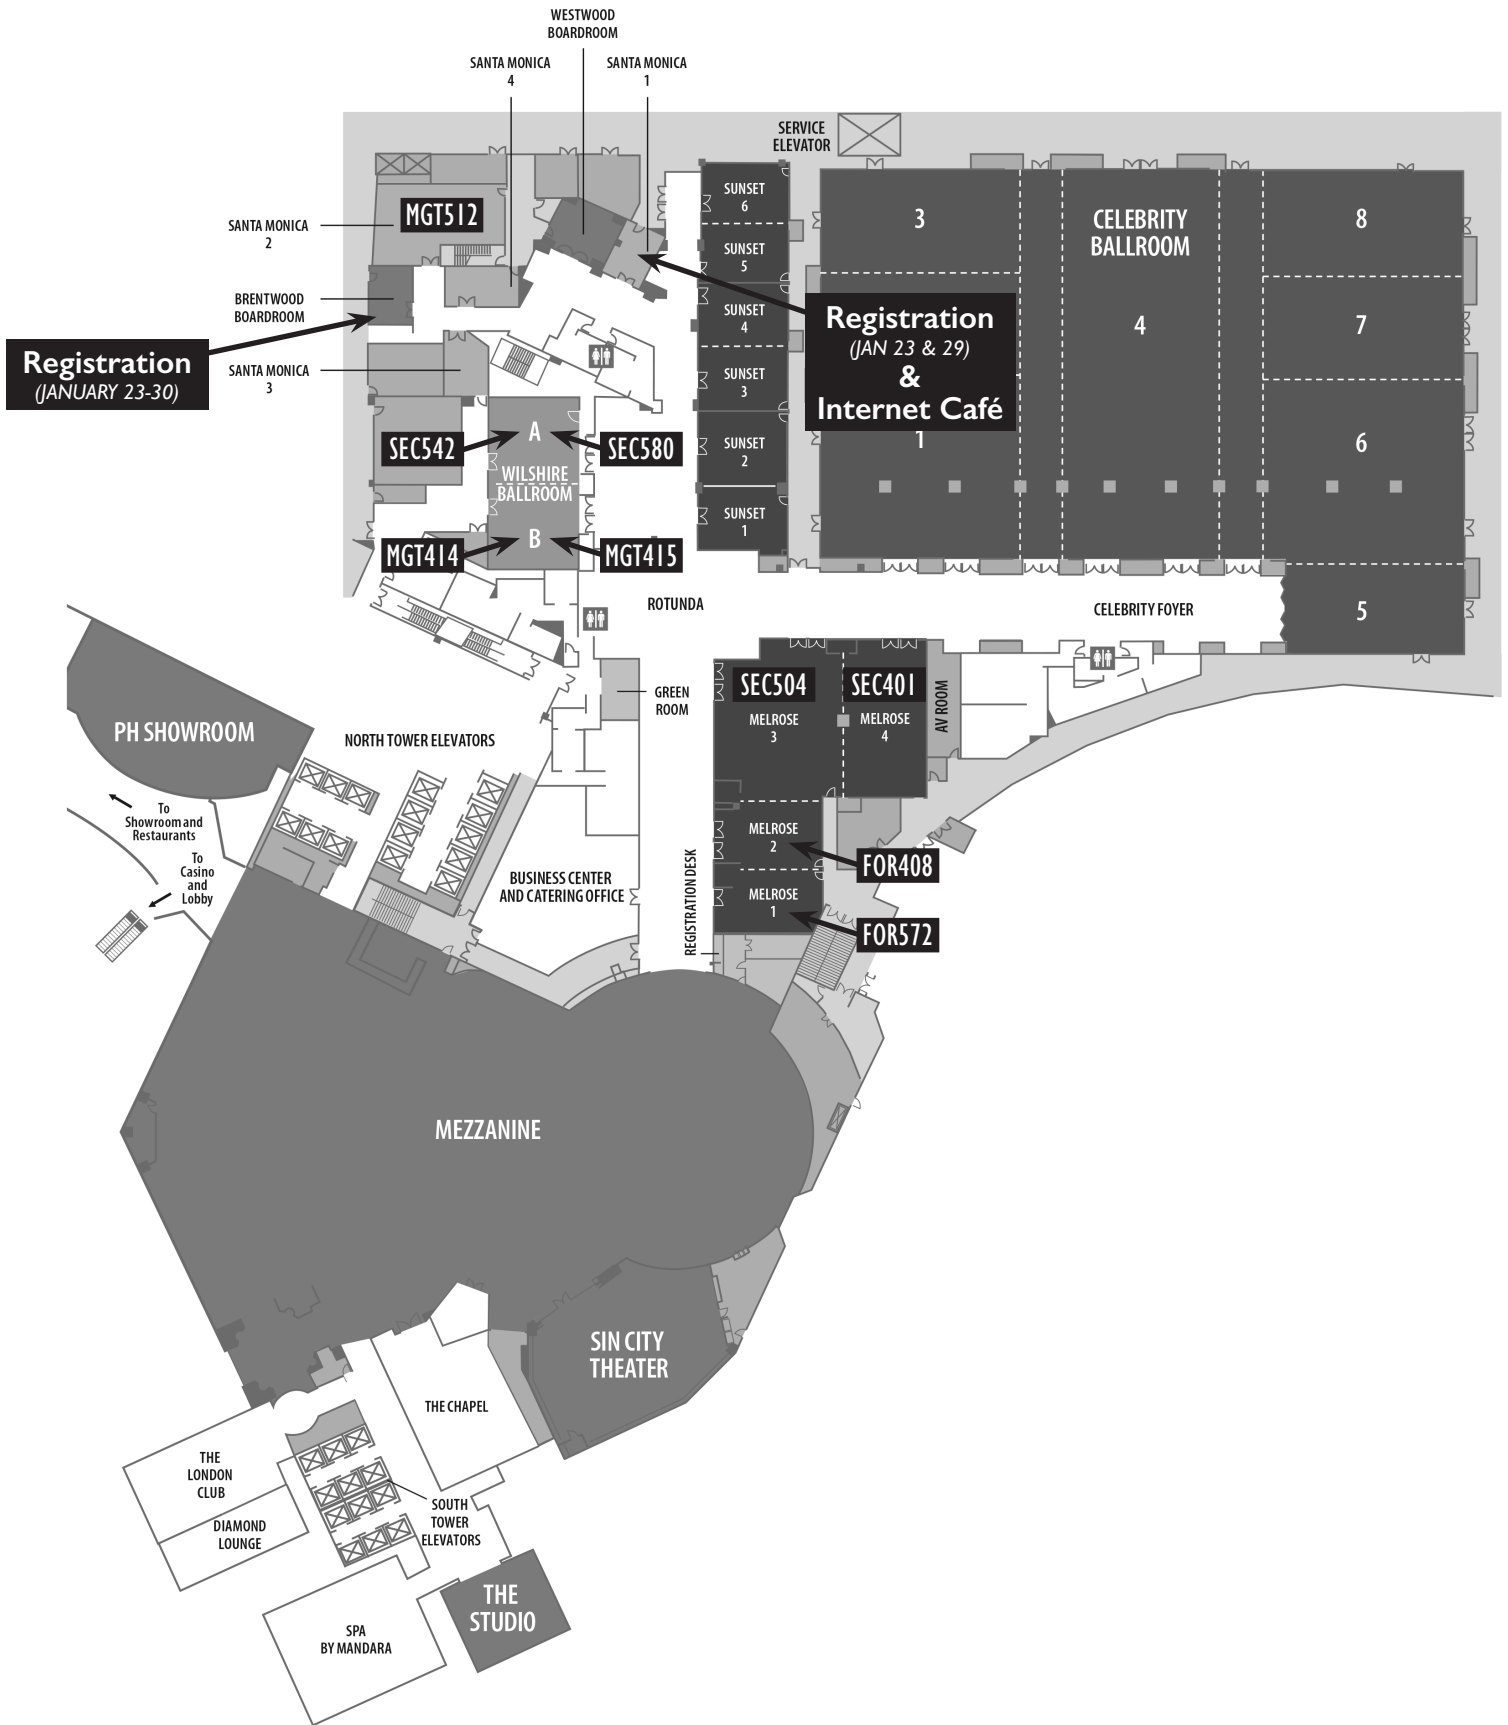 WESTWOOD
BOARDROOM
SANTA MONICA
4
SANTA MONICA
1
SERVICE
ELEVATOR
MGT512
SANTA MONICA
2
SUNSET
6
SUNSET
5
SUNSET
4
SUNSET
3
SUNSET
2
SUNSET
1
3
CELEBRITY
BALLROOM
8
4
7
1
6
5
BRENTWOOD
BOARDROOM
Registration
(JANUARY 23-30)
SANTA MONICA
3
Registration
(JAN 23 & 29)
&
Internet Café
SEC542
A
SEC580
WILSHIRE
BALLROOM
B
MGT414
MGT415
ROTUNDA
CELEBRITY FOYER
GREEN
ROOM
SEC504
MELROSE
3
SEC401
MELROSE
4
AV ROOM
PH SHOWROOM
NORTH TOWER ELEVATORS
To
Showroom and
Restaurants
To
Casino
and
Lobby
MELROSE
2
FOR408
MELROSE
1
FOR572
BUSINESS CENTER
AND CATERING OFFICE
REGISTRATION DESK
MEZZANINE
SIN CITY
THEATER
THE CHAPEL
THE
LONDON
CLUB
DIAMOND
LOUNGE
SOUTH
TOWER
ELEVATORS
THE
STUDIO
SPA
BY MANDARA